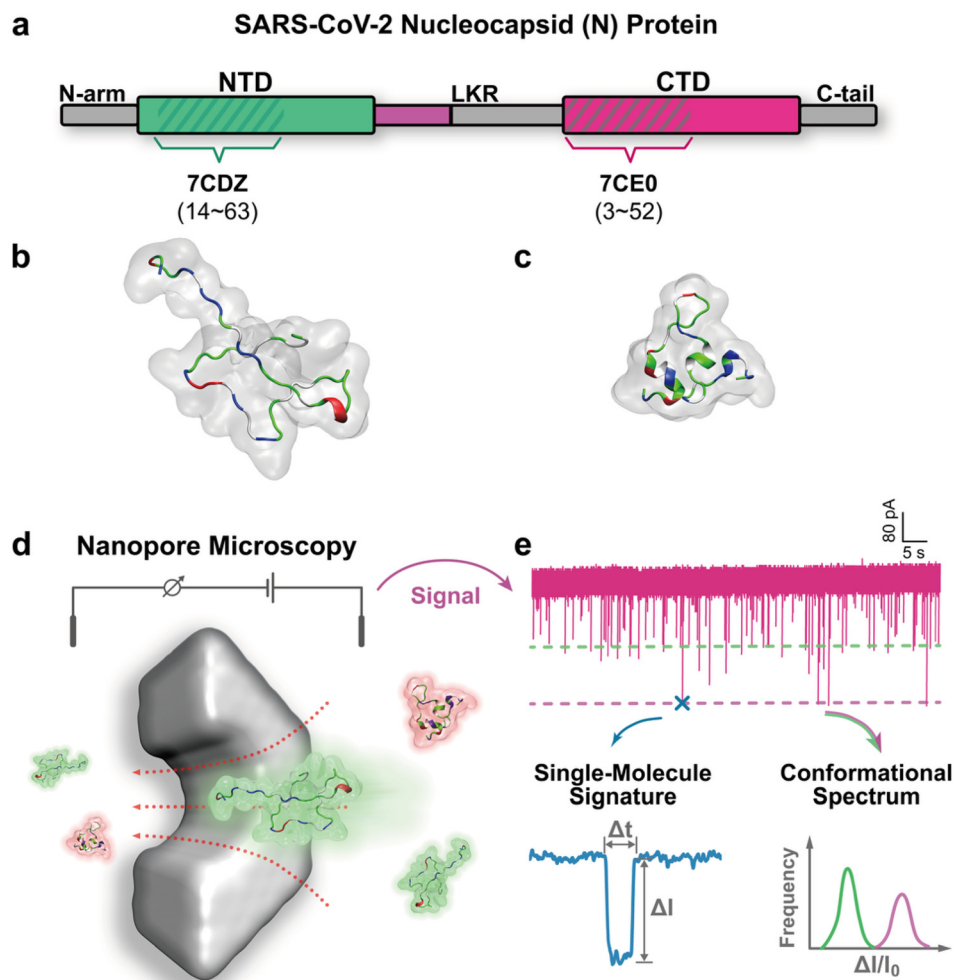 a
SARS-CoV-2 Nucleocapsid (N) Protein
N-arm
NTD
LKR
CTD
C-tail
7CDZ
(14~63)
7CE0
(3~52)
b
c
d
Nanopore Microscopy
Signal
e
80 pA
5 s
Single-Molecule
Signature
Conformational
Spectrum
Δt
ΔI
Frequency
ΔI/I₀